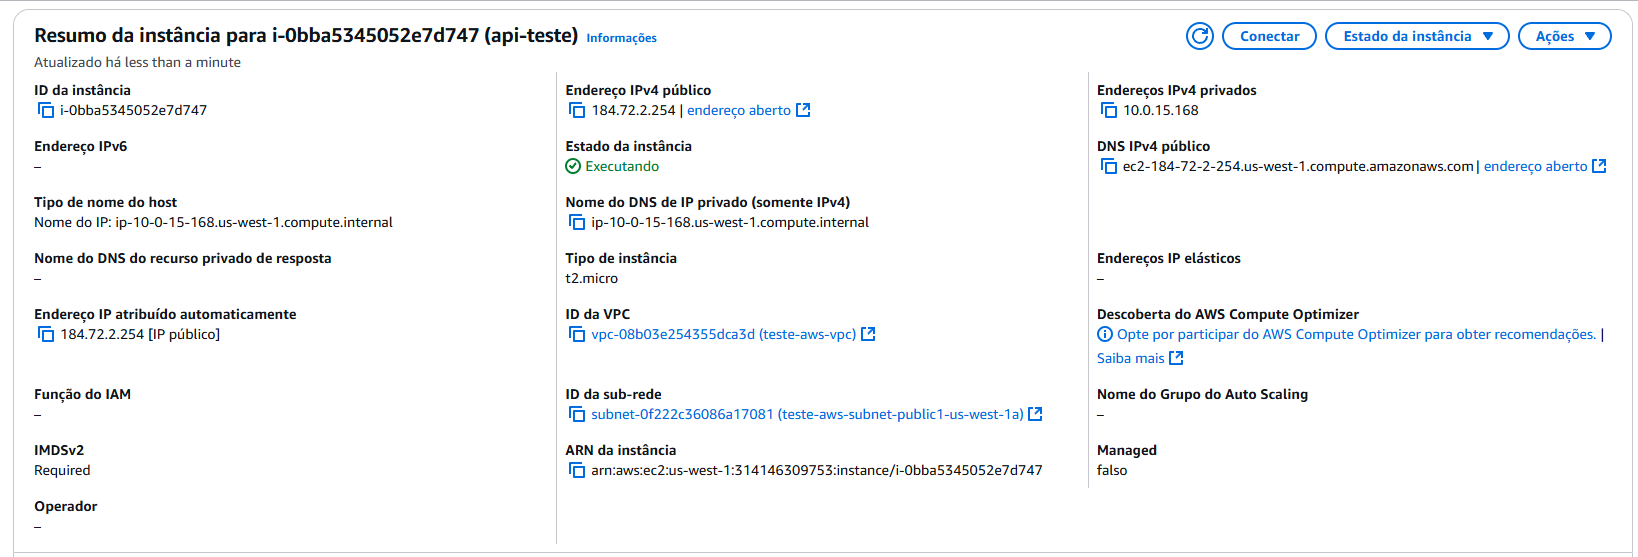 Resumo da instância para i-0bba5345052e7d747 (api-teste) Informações
Conectar
Estado da instância
Ações
Atualizado há less than a minute
ID da instância
i-0bba5345052e7d747
Endereço IPv4 público
184.72.2.254 | endereço aberto
Endereços IPv4 privados
10.0.15.168
Endereço IPv6
–
Estado da instância
Executando
DNS IPv4 público
ec2-184-72-2-254.us-west-1.compute.amazonaws.com | endereço aberto
Tipo de nome do host
Nome do IP: ip-10-0-15-168.us-west-1.compute.internal
Nome do DNS de IP privado (somente IPv4)
ip-10-0-15-168.us-west-1.compute.internal
Nome do DNS do recurso privado de resposta
–
Tipo de instância
t2.micro
Endereços IP elásticos
–
Endereço IP atribuído automaticamente
184.72.2.254 [IP público]
ID da VPC
vpc-08b03e254355dca3d (teste-aws-vpc)
Descoberta do AWS Compute Optimizer
Opte por participar do AWS Compute Optimizer para obter recomendações. |
Saiba mais
Função do IAM
–
ID da sub-rede
subnet-0f222c36086a17081 (teste-aws-subnet-public1-us-west-1a)
Nome do Grupo do Auto Scaling
–
IMDSv2
Required
ARN da instância
arn:aws:ec2:us-west-1:314146309753:instance/i-0bba5345052e7d747
Managed
falso
Operador
–